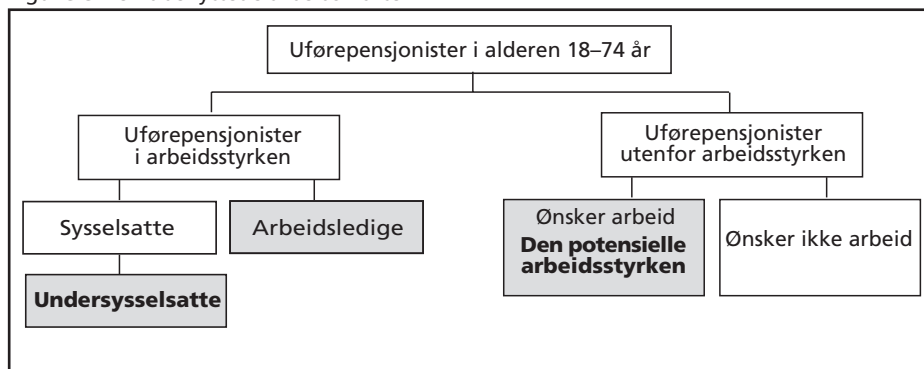 Uførepensjonister i alderen 18–74 år
Uførepensjonister
i arbeidsstyrken
Uførepensjonister
utenfor arbeidsstyrken
Sysselsatte
Arbeidsledige
Ønsker arbeid
Den potensielle
arbeidsstyrken
Ønsker ikke arbeid
Undersysselsatte